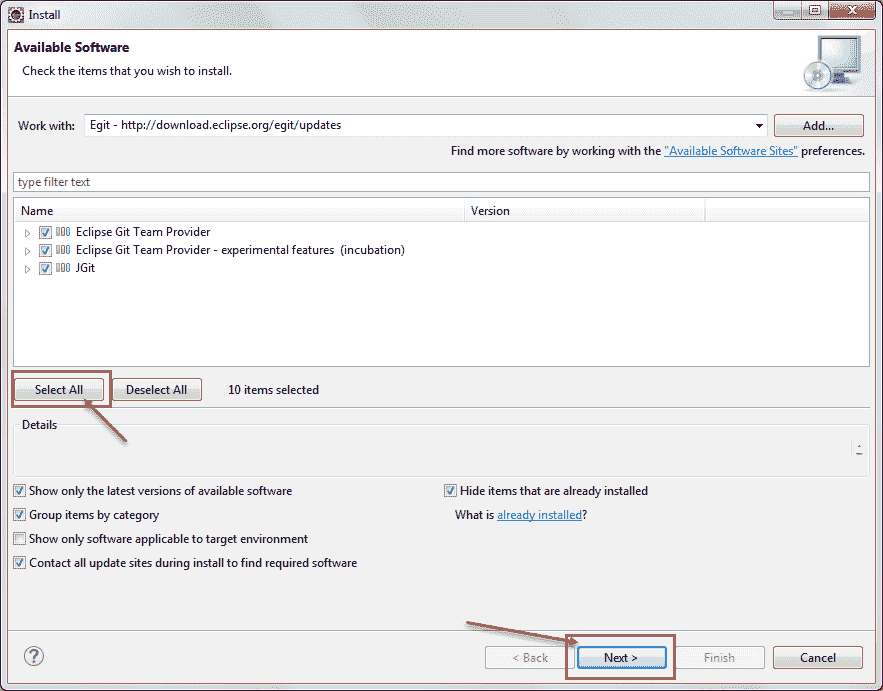 Install
Available Software
Check the items that you wish to install.
Work with: Egit - http://download.eclipse.org/egit/updates Add...
Find more software by working with the "Available Software Sites" preferences.
type filter text
Name Version
Eclipse Git Team Provider
Eclipse Git Team Provider - experimental features (incubation)
JGit
Select All Deselect All 10 items selected
Details
Show only the latest versions of available software Hide items that are already installed
Group items by category What is already installed?
Show only software applicable to target environment
Contact all update sites during install to find required software
? < Back Next > Finish Cancel